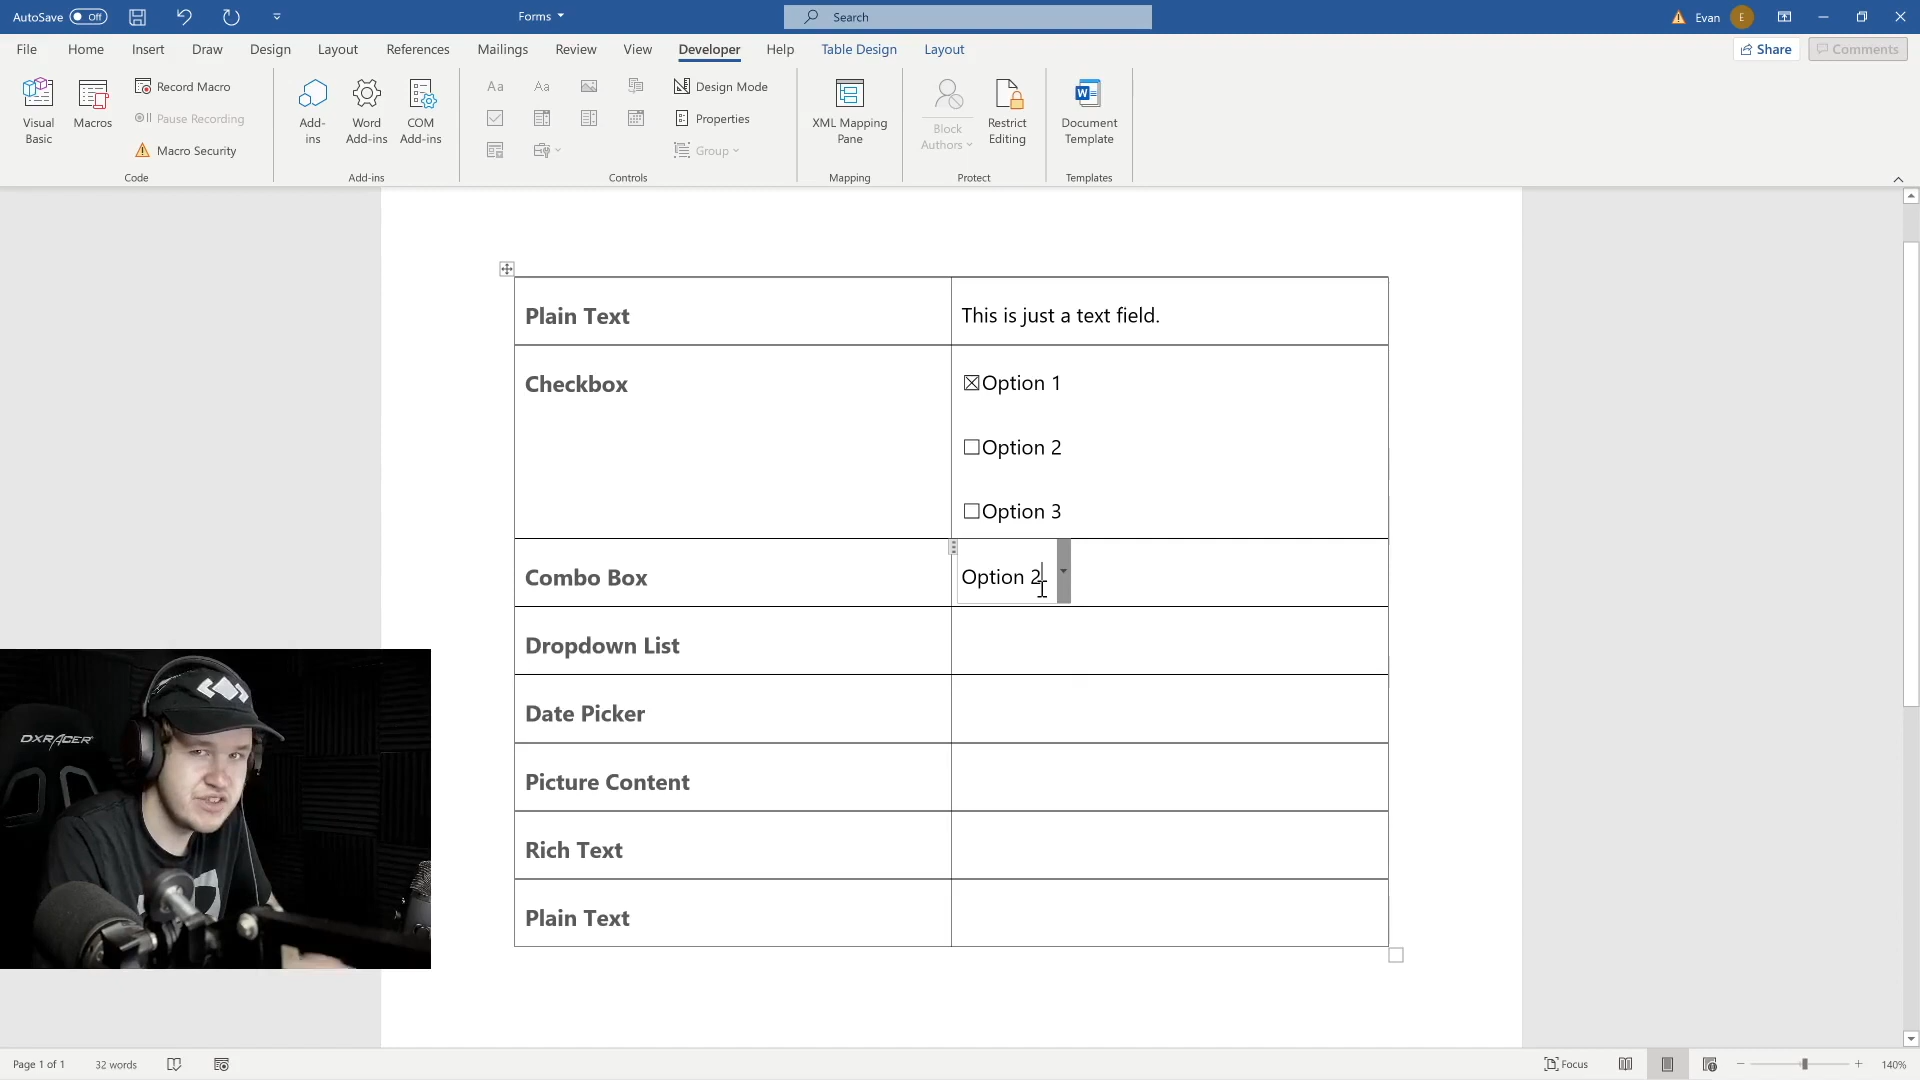 AutoSave Off
Forms
Search
Evan
E
File Home Insert Draw Design Layout References Mailings Review View Developer Help Table Design Layout
Share
Comments
Visual Basic
Macros
Record Macro
Pause Recording
Macro Security
Code
Add-ins
Word Add-ins
COM Add-ins
Add-ins
Aa Aa
Design Mode
Properties
Group
Controls
XML Mapping Pane
Mapping
Block Authors
Restrict Editing
Protect
W
Document Template
Templates
Plain Text
This is just a text field.
Checkbox
Option 1
Option 2
Option 3
Combo Box
Option 2
Dropdown List
Date Picker
Picture Content
Rich Text
Plain Text
DXRACER
Page 1 of 1
32 words
Focus
140%